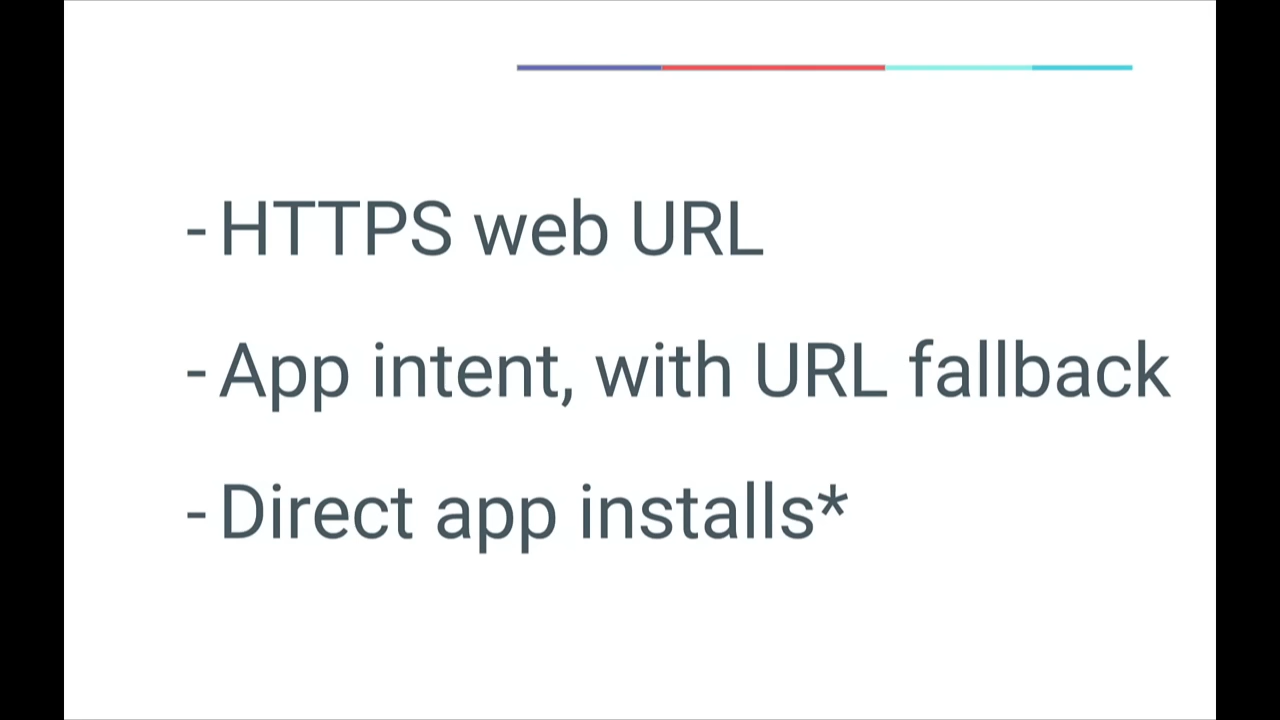 - HTTPS web URL
- App intent, with URL fallback
- Direct app installs*